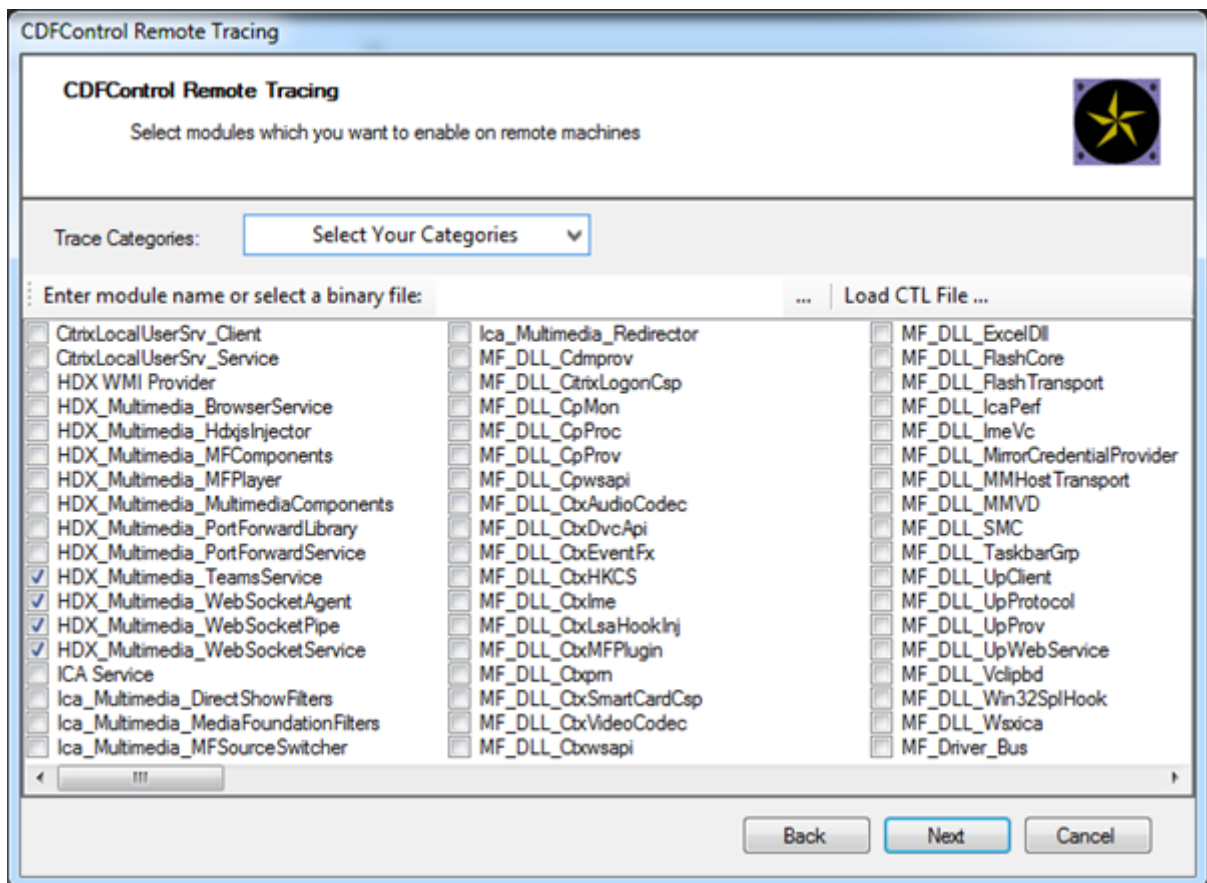 CDFControl Remote Tracing
CDFControl Remote Tracing
Select modules which you want to enable on remote machines
Trace Categories:
Select Your Categories
Enter module name or select a binary file:
...
Load CTL File ...
CitrixLocalUserSrv_Client
CitrixLocalUserSrv_Service
HDX WMI Provider
HDX_Multimedia_BrowserService
HDX_Multimedia_HdxjsInjector
HDX_Multimedia_MFComponents
HDX_Multimedia_MFPlayer
HDX_Multimedia_MultimediaComponents
HDX_Multimedia_PortForwardLibrary
HDX_Multimedia_PortForwardService
HDX_Multimedia_TeamsService
HDX_Multimedia_WebSocketAgent
HDX_Multimedia_WebSocketPipe
HDX_Multimedia_WebSocketService
ICA Service
Ica_Multimedia_DirectShowFilters
Ica_Multimedia_MediaFoundationFilters
Ica_Multimedia_MFSourceSwitcher
Ica_Multimedia_Redirector
MF_DLL_Cdmprov
MF_DLL_CitrixLogonCsp
MF_DLL_CpMon
MF_DLL_CpProc
MF_DLL_CpProv
MF_DLL_Cpwsapi
MF_DLL_CtxAudioCodec
MF_DLL_CtxDvcApi
MF_DLL_CtxEventFx
MF_DLL_CtxHKCS
MF_DLL_CtxIme
MF_DLL_CtxLsaHookInj
MF_DLL_CtxMFPlugin
MF_DLL_Ctxpm
MF_DLL_CtxSmartCardCsp
MF_DLL_CtxVideoCodec
MF_DLL_Ctxwsapi
MF_DLL_ExcelDll
MF_DLL_FlashCore
MF_DLL_FlashTransport
MF_DLL_IcaPerf
MF_DLL_ImeVc
MF_DLL_MirrorCredentialProvider
MF_DLL_MMHostTransport
MF_DLL_MMVD
MF_DLL_SMC
MF_DLL_TaskbarGrp
MF_DLL_UpClient
MF_DLL_UpProtocol
MF_DLL_UpProv
MF_DLL_UpWebService
MF_DLL_Vclipbd
MF_DLL_Win32SplHook
MF_DLL_Wsxica
MF_Driver_Bus
Back
Next
Cancel